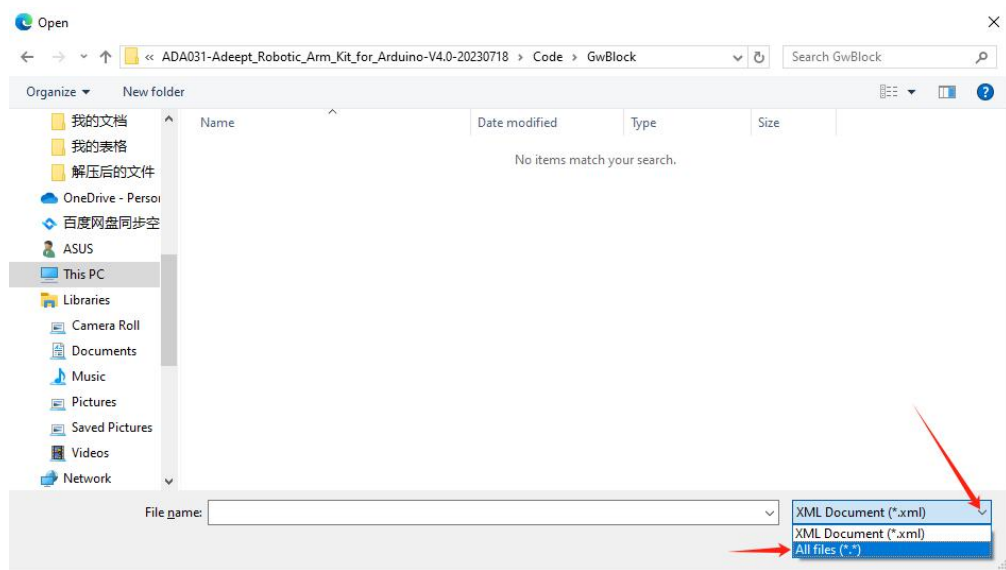 Open
« ADA031-Adeept_Robotic_Arm_Kit_for_Arduino-V4.0-20230718 › Code › GwBlock
Search GwBlock
Organize
New folder
Name
Date modified
Type
Size
No items match your search.
我的文档
我的表格
解压后的文件
OneDrive - Person
百度网盘同步空
ASUS
This PC
Libraries
Camera Roll
Documents
Music
Pictures
Saved Pictures
Videos
Network
File name:
XML Document (*.xml)
XML Document (*.xml)
All files (*.*)